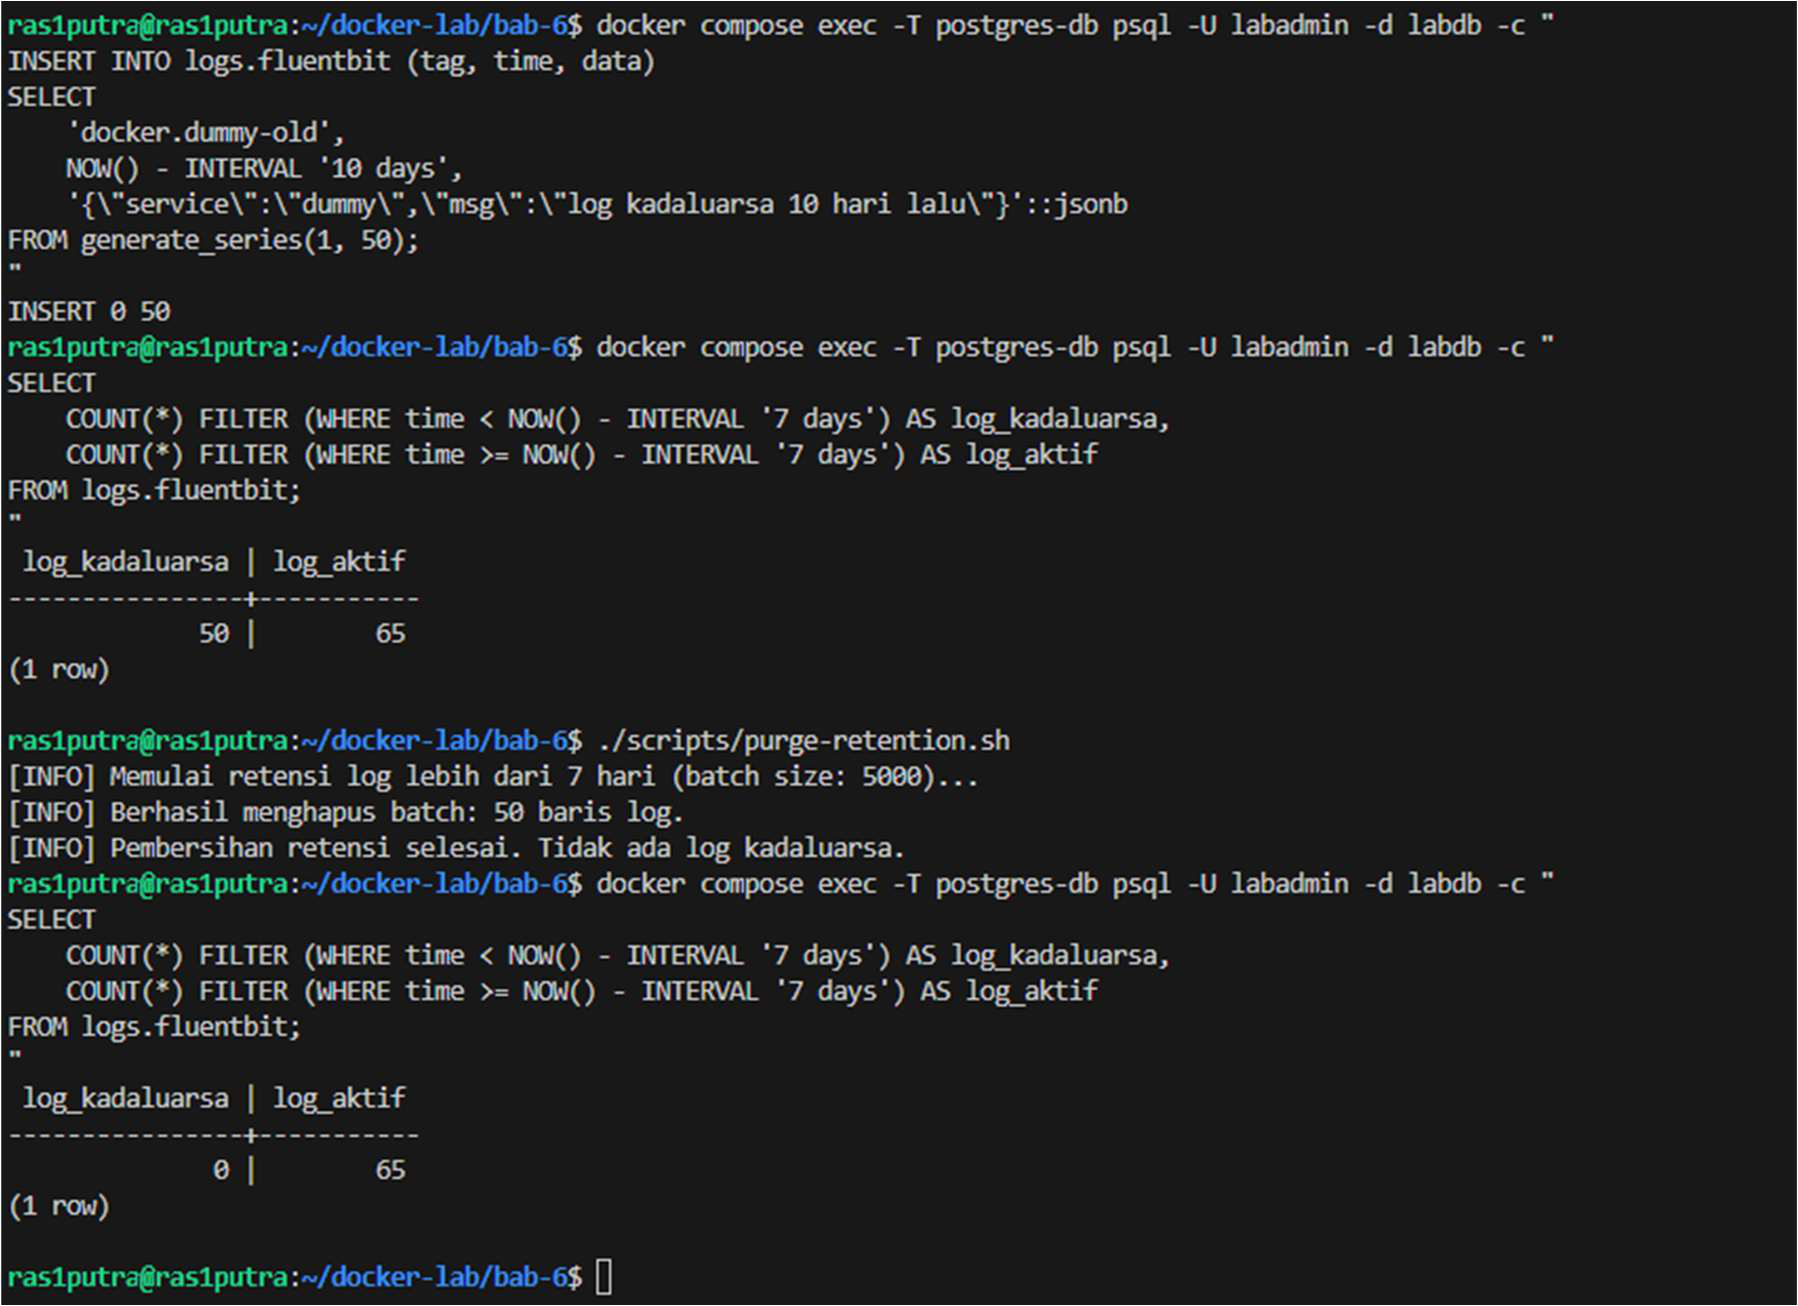 ras1putra@ras1putra:~/docker-lab/bab-6$ docker compose exec -T postgres-db psql -U labadmin -d labdb -c "
INSERT INTO logs.fluentbit (tag, time, data)
SELECT
    'docker.dummy-old',
    NOW() - INTERVAL '10 days',
    '{\"service\":\"dummy\",\"msg\":\"log kadaluarsa 10 hari lalu\"}'::jsonb
FROM generate_series(1, 50);
"
INSERT 0 50
ras1putra@ras1putra:~/docker-lab/bab-6$ docker compose exec -T postgres-db psql -U labadmin -d labdb -c "
SELECT
    COUNT(*) FILTER (WHERE time < NOW() - INTERVAL '7 days') AS log_kadaluarsa,
    COUNT(*) FILTER (WHERE time >= NOW() - INTERVAL '7 days') AS log_aktif
FROM logs.fluentbit;
"
 log_kadaluarsa | log_aktif
----------------+-----------
             50 |        65
(1 row)

ras1putra@ras1putra:~/docker-lab/bab-6$ ./scripts/purge-retention.sh
[INFO] Memulai retensi log lebih dari 7 hari (batch size: 5000)...
[INFO] Berhasil menghapus batch: 50 baris log.
[INFO] Pembersihan retensi selesai. Tidak ada log kadaluarsa.
ras1putra@ras1putra:~/docker-lab/bab-6$ docker compose exec -T postgres-db psql -U labadmin -d labdb -c "
SELECT
    COUNT(*) FILTER (WHERE time < NOW() - INTERVAL '7 days') AS log_kadaluarsa,
    COUNT(*) FILTER (WHERE time >= NOW() - INTERVAL '7 days') AS log_aktif
FROM logs.fluentbit;
"
 log_kadaluarsa | log_aktif
----------------+-----------
              0 |        65
(1 row)

ras1putra@ras1putra:~/docker-lab/bab-6$